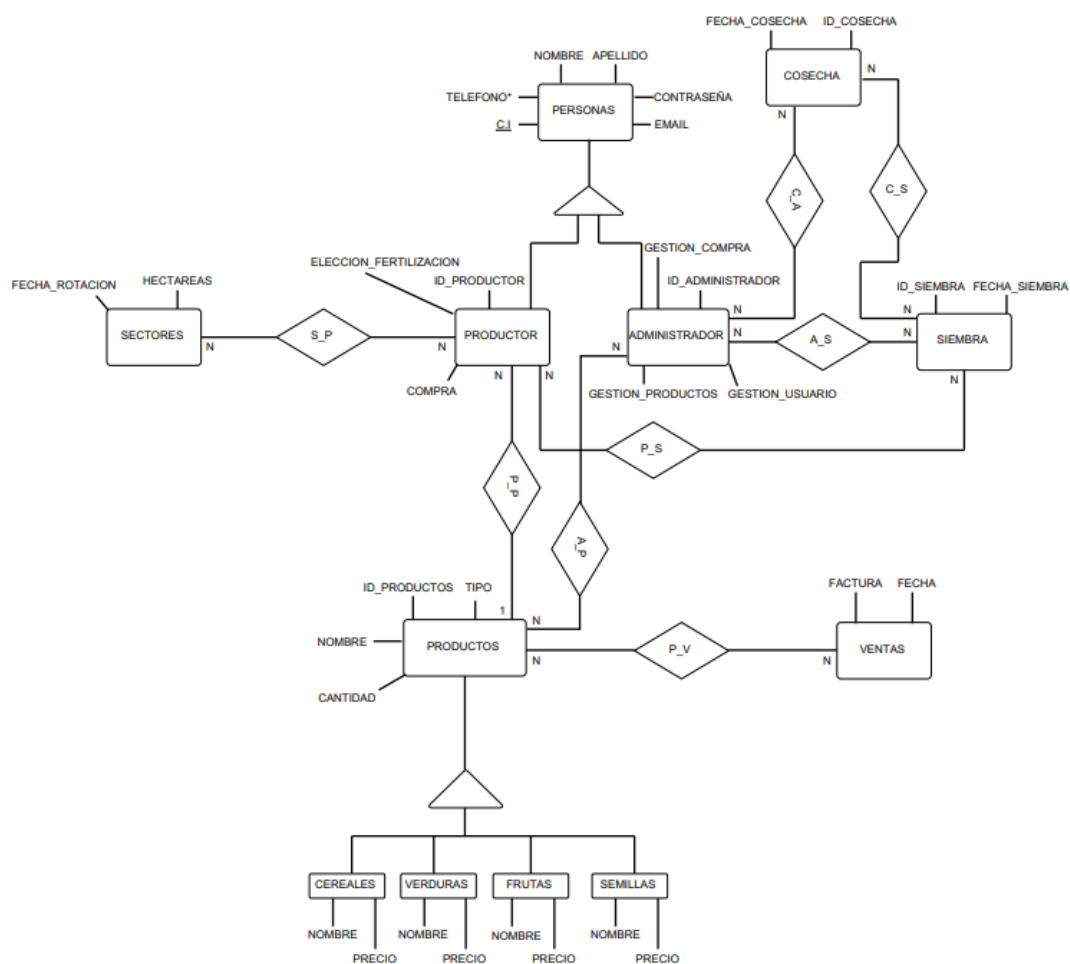 FECHA_COSECHA ID_COSECHA
NOMBRE APELLIDO
COSECHA N
TELEFONO* CONTRASEÑA
PERSONAS
N
C.I EMAIL
C_A C_S
GESTION_COMPRA
ELECCION_FERTILIZACION
ID_PRODUCTOR ID_ADMINISTRADOR
FECHA_ROTACION HECTAREAS
ID_SIEMBRA FECHA_SIEMBRA
N N
SECTORES S_P PRODUCTOR ADMINISTRADOR A_S SIEMBRA
N N N N N
COMPRA N N N
GESTION_PRODUCTOS GESTION_USUARIO
P_S
P_P
A_P
ID_PRODUCTOS TIPO
FACTURA FECHA
1 N
NOMBRE PRODUCTOS P_V VENTAS
N N
CANTIDAD
CEREALES VERDURAS FRUTAS SEMILLAS
NOMBRE NOMBRE NOMBRE NOMBRE
PRECIO PRECIO PRECIO PRECIO